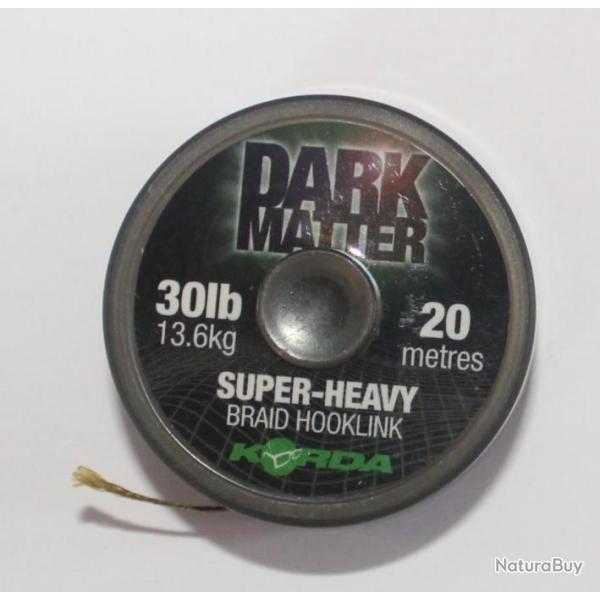 DARK
MATTER
30lb
13.6kg
20
metres
SUPER-HEAVY
BRAID HOOKLINK
KORDA
NaturaBuy